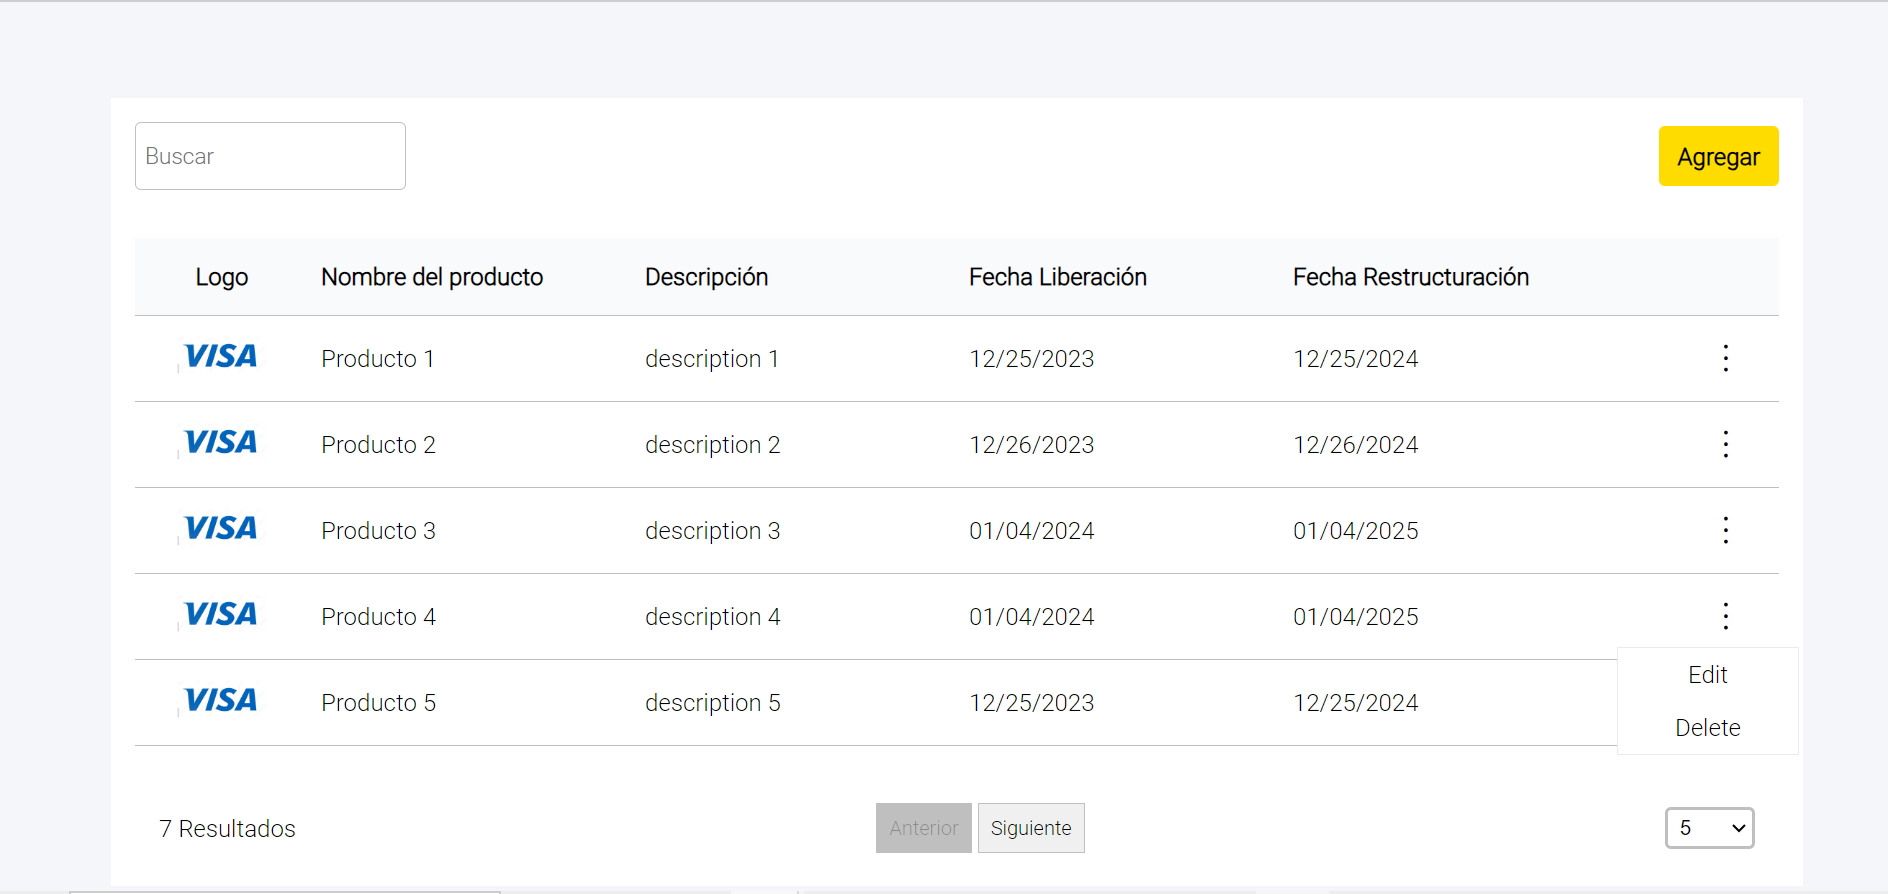 Buscar
Agregar
Logo Nombre del producto Descripción Fecha Liberación Fecha Restructuración
VISA Producto 1 description 1 12/25/2023 12/25/2024
VISA Producto 2 description 2 12/26/2023 12/26/2024
VISA Producto 3 description 3 01/04/2024 01/04/2025
VISA Producto 4 description 4 01/04/2024 01/04/2025
VISA Producto 5 description 5 12/25/2023 12/25/2024
Edit
Delete
7 Resultados Anterior Siguiente 5